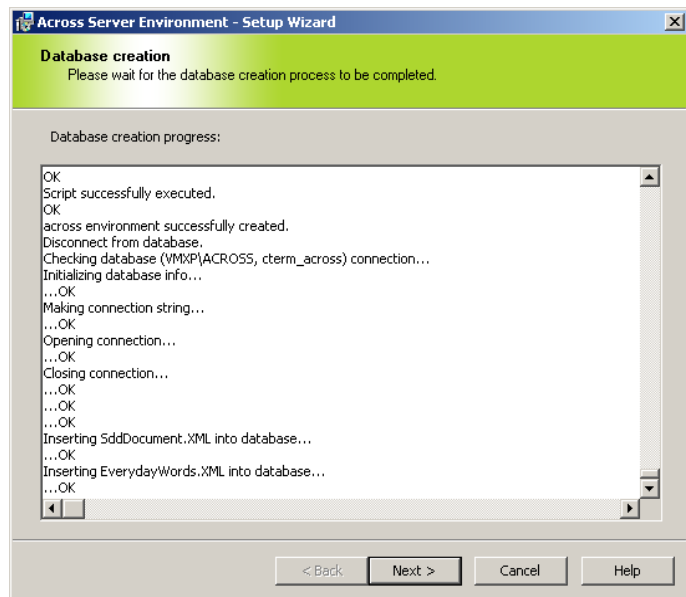 Across Server Environment - Setup Wizard
Database creation
Please wait for the database creation process to be completed.
Database creation progress:
OK
Script successfully executed.
OK
across environment successfully created.
Disconnect from database.
Checking database (VMXP\ACROSS, cterm_across) connection...
Initializing database info...
...OK
Making connection string...
...OK
Opening connection...
...OK
Closing connection...
...OK
...OK
...OK
Inserting SddDocument.XML into database...
...OK
Inserting EverydayWords.XML into database...
...OK
< Back Next > Cancel Help